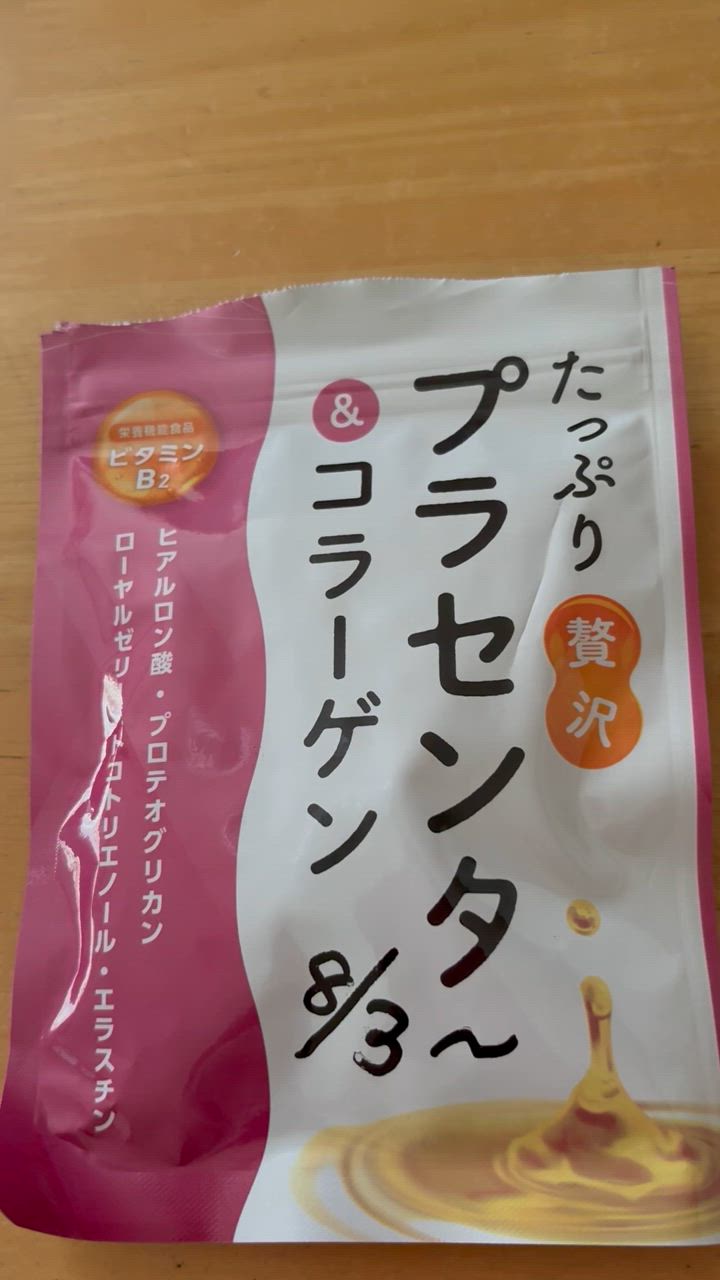 たっぷり
贅沢
プラセンタ
&コラーゲン
8/3〜
栄養機能食品
ビタミン
B2
ヒアルロン酸・プロテオグリカン
ローヤルゼリー・トコトリエノール・エラスチン